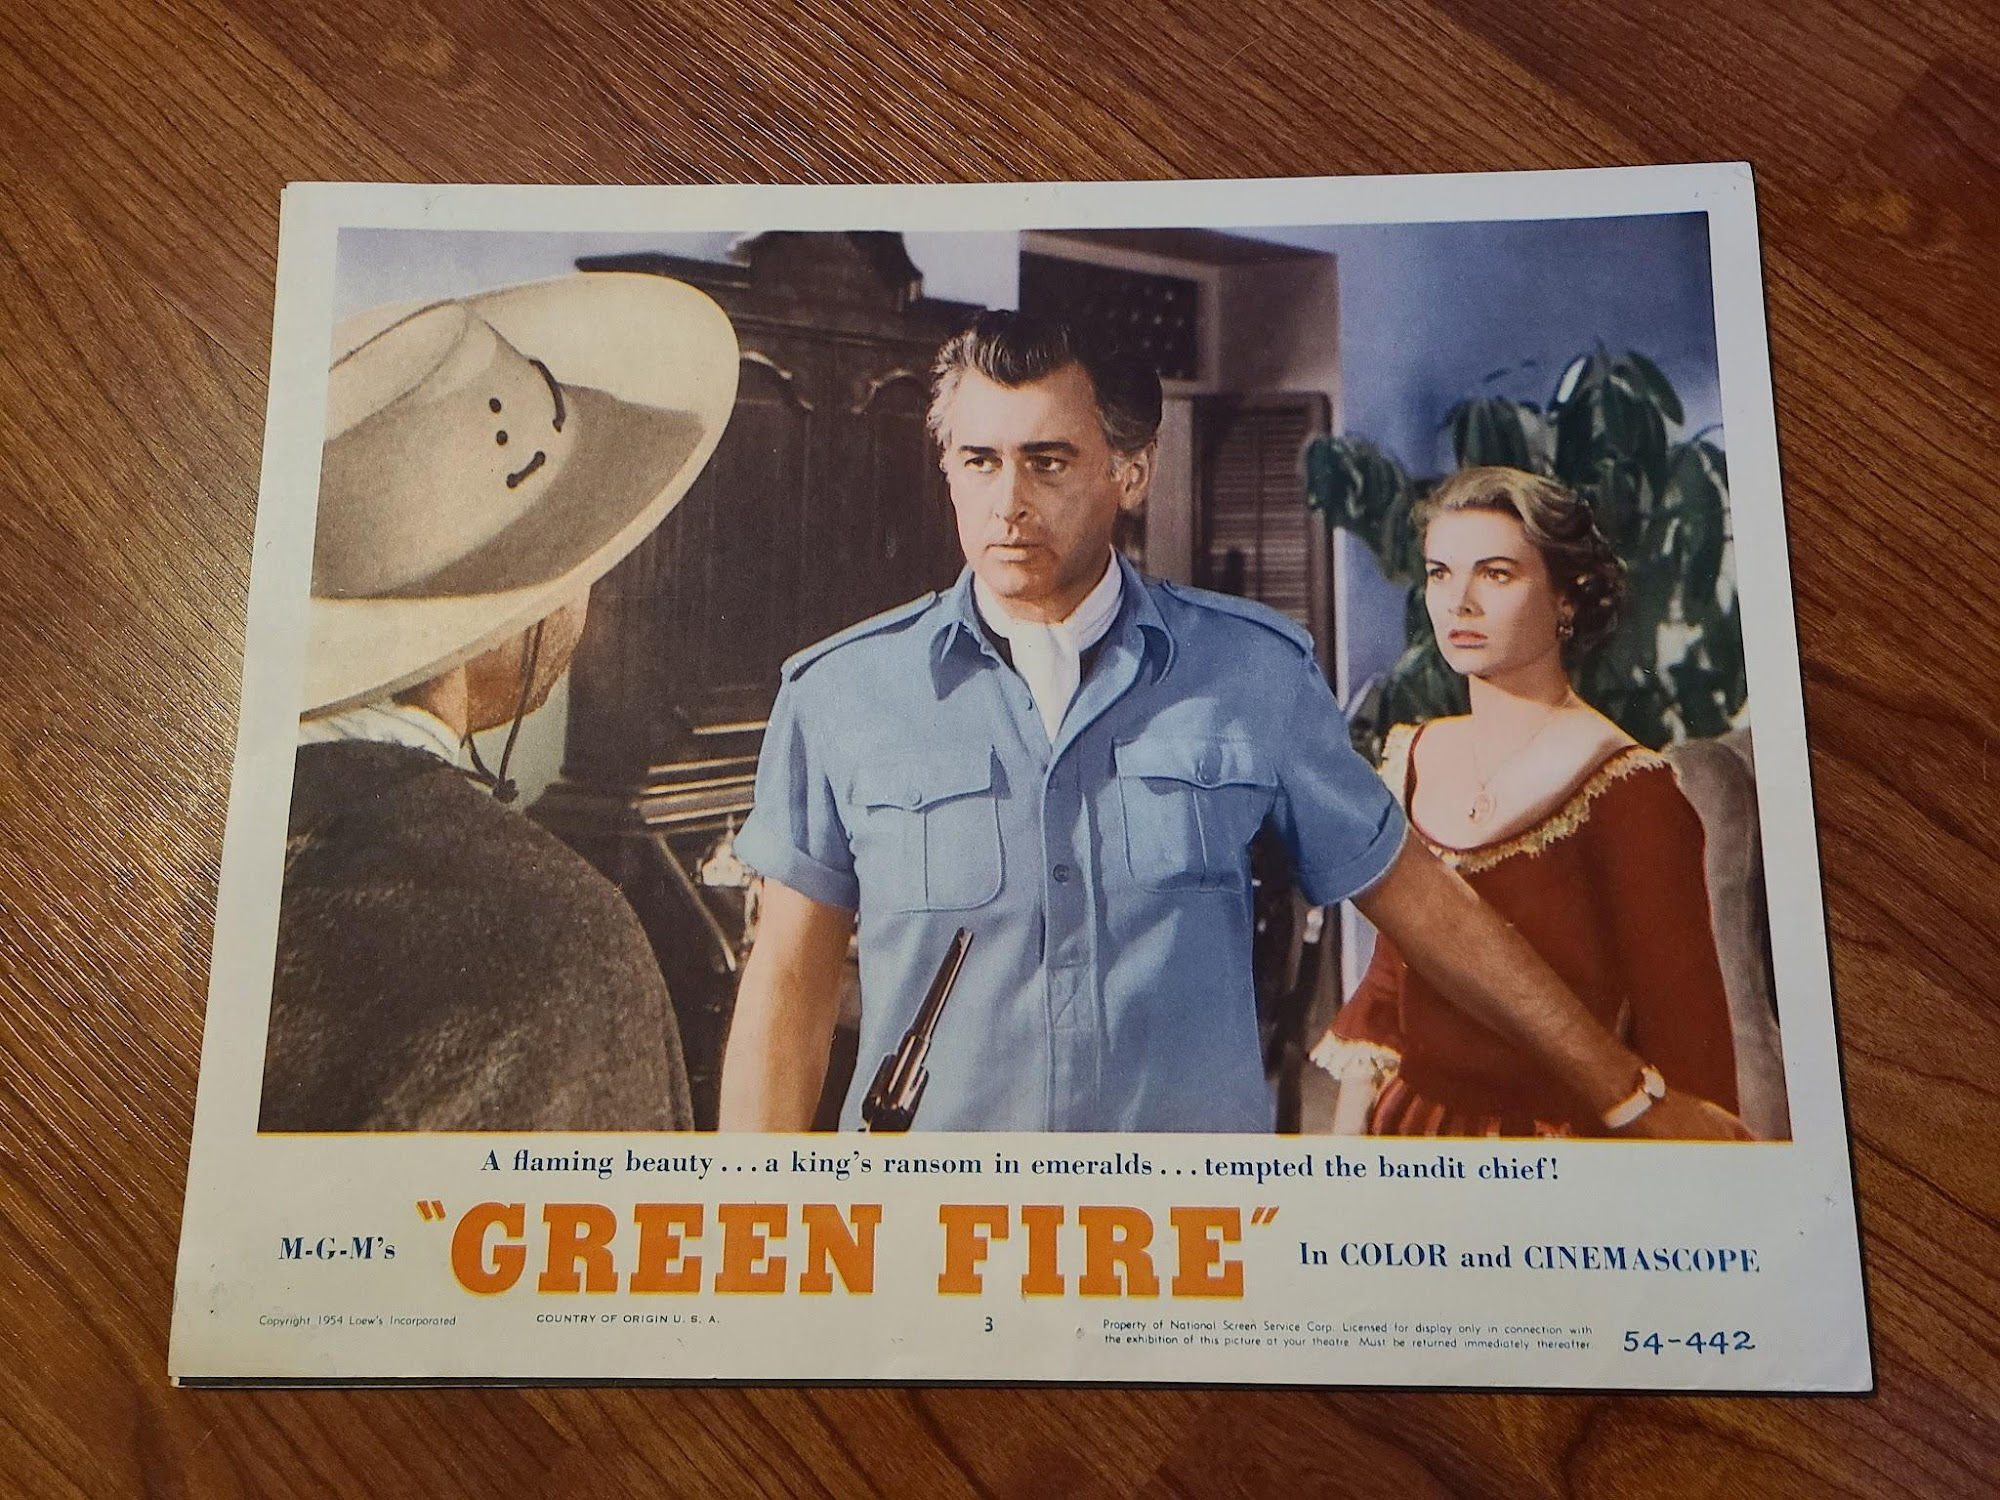 A flaming beauty...a king's ransom in emeralds...tempted the bandit chief!
M-G-M's "GREEN FIRE" In COLOR and CINEMASCOPE
Copyright 1954 Loew's Incorporated
COUNTRY OF ORIGIN U. S. A.
3
Property of National Screen Service Corp. Licensed for display only in connection with
the exhibition of this picture at your theatre. Must be returned immediately thereafter.
54-442